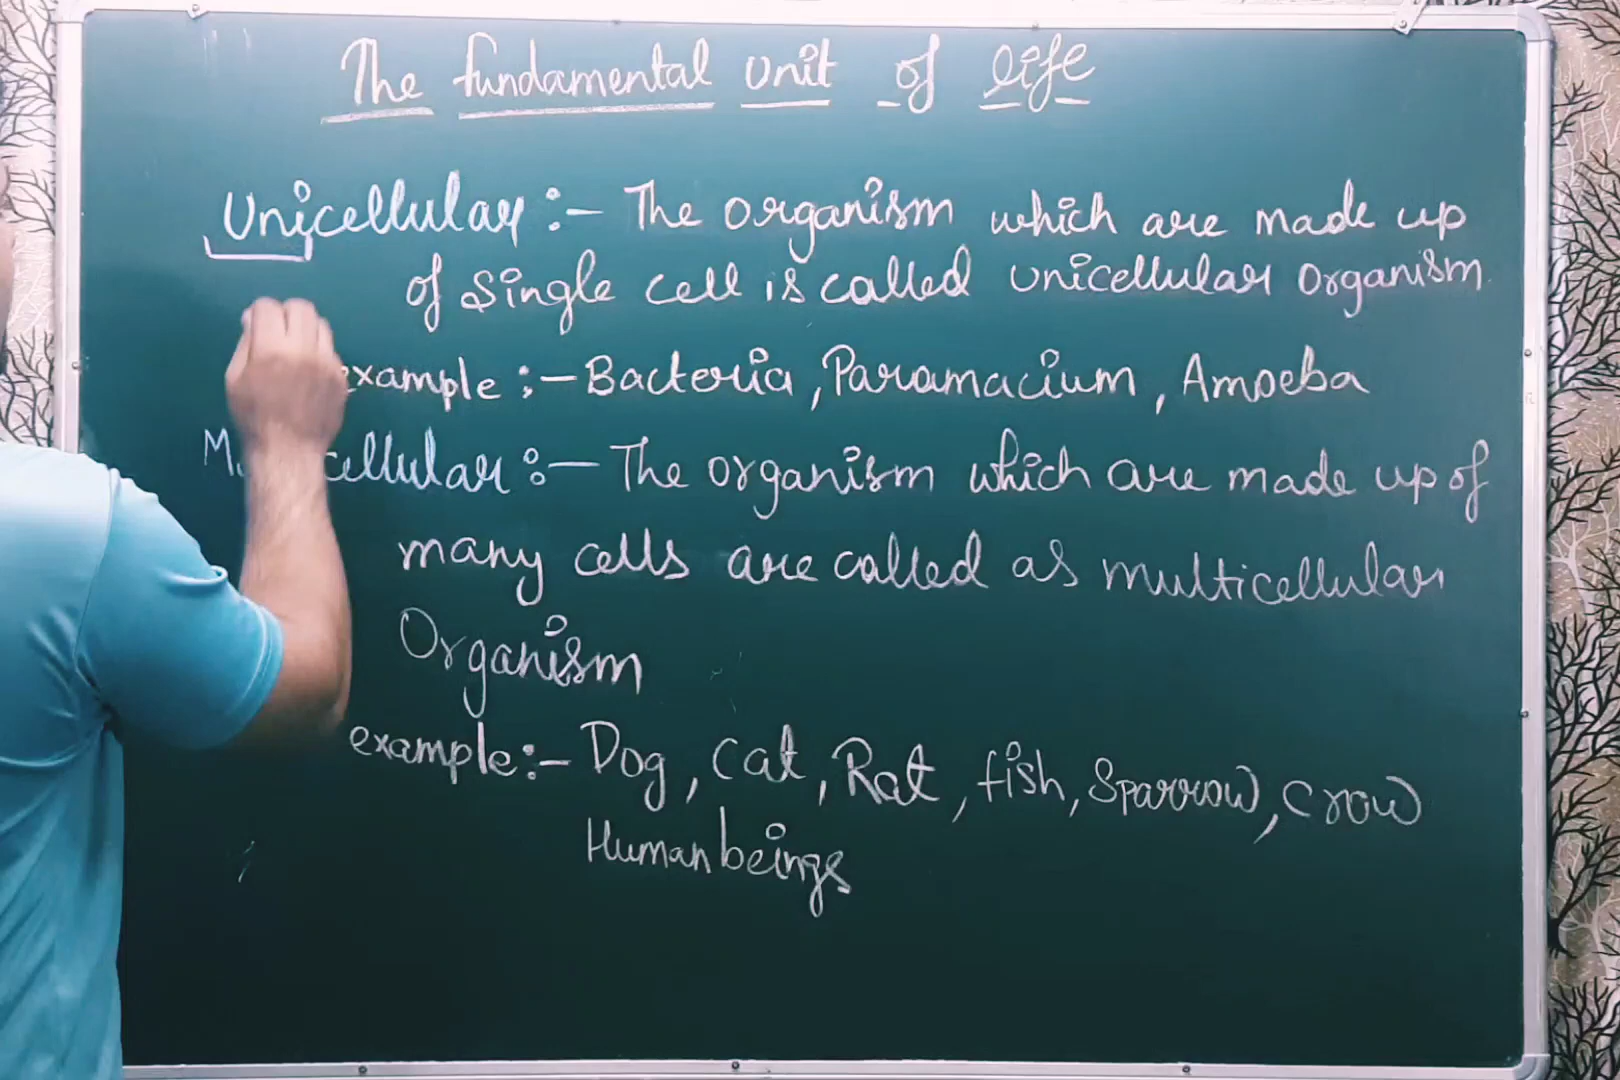 The fundamental unit of life
Unicellular :- The organism which are made up
of single cell is called unicellular organism
example :- Bacteria, Paramacium, Amoeba
cellular :- The organism which are made up of
many cells are called as multicellular
Organism
example :- Dog, Cat, Rat, fish, Sparrow, Crow
Human beings